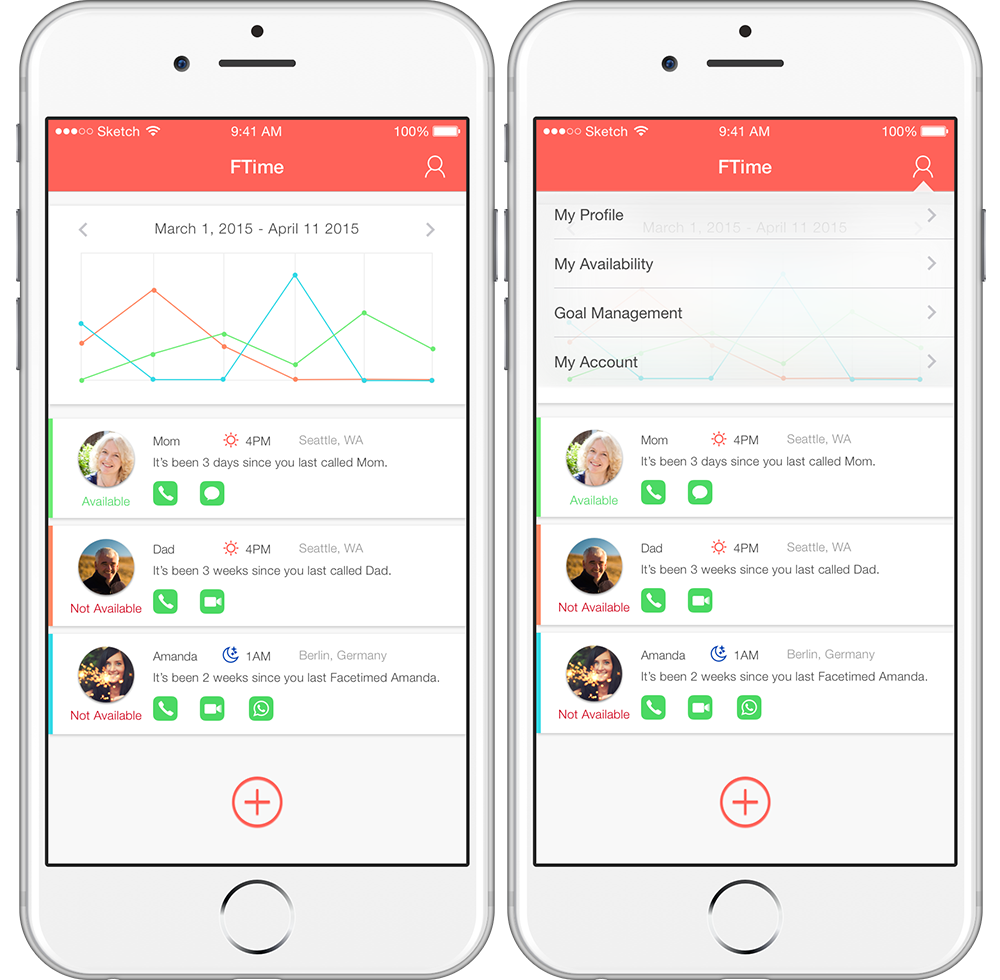 Sketch 9:41 AM 100%
FTime
March 1, 2015 - April 11 2015
Mom 4PM Seattle, WA
It's been 3 days since you last called Mom.
Available
Dad 4PM Seattle, WA
It's been 3 weeks since you last called Dad.
Not Available
Amanda 1AM Berlin, Germany
It's been 2 weeks since you last Facetimed Amanda.
Not Available
Sketch 9:41 AM 100%
FTime
My Profile
March 1, 2015 - April 11 2015
My Availability
Goal Management
My Account
Mom 4PM Seattle, WA
It's been 3 days since you last called Mom.
Available
Dad 4PM Seattle, WA
It's been 3 weeks since you last called Dad.
Not Available
Amanda 1AM Berlin, Germany
It's been 2 weeks since you last Facetimed Amanda.
Not Available